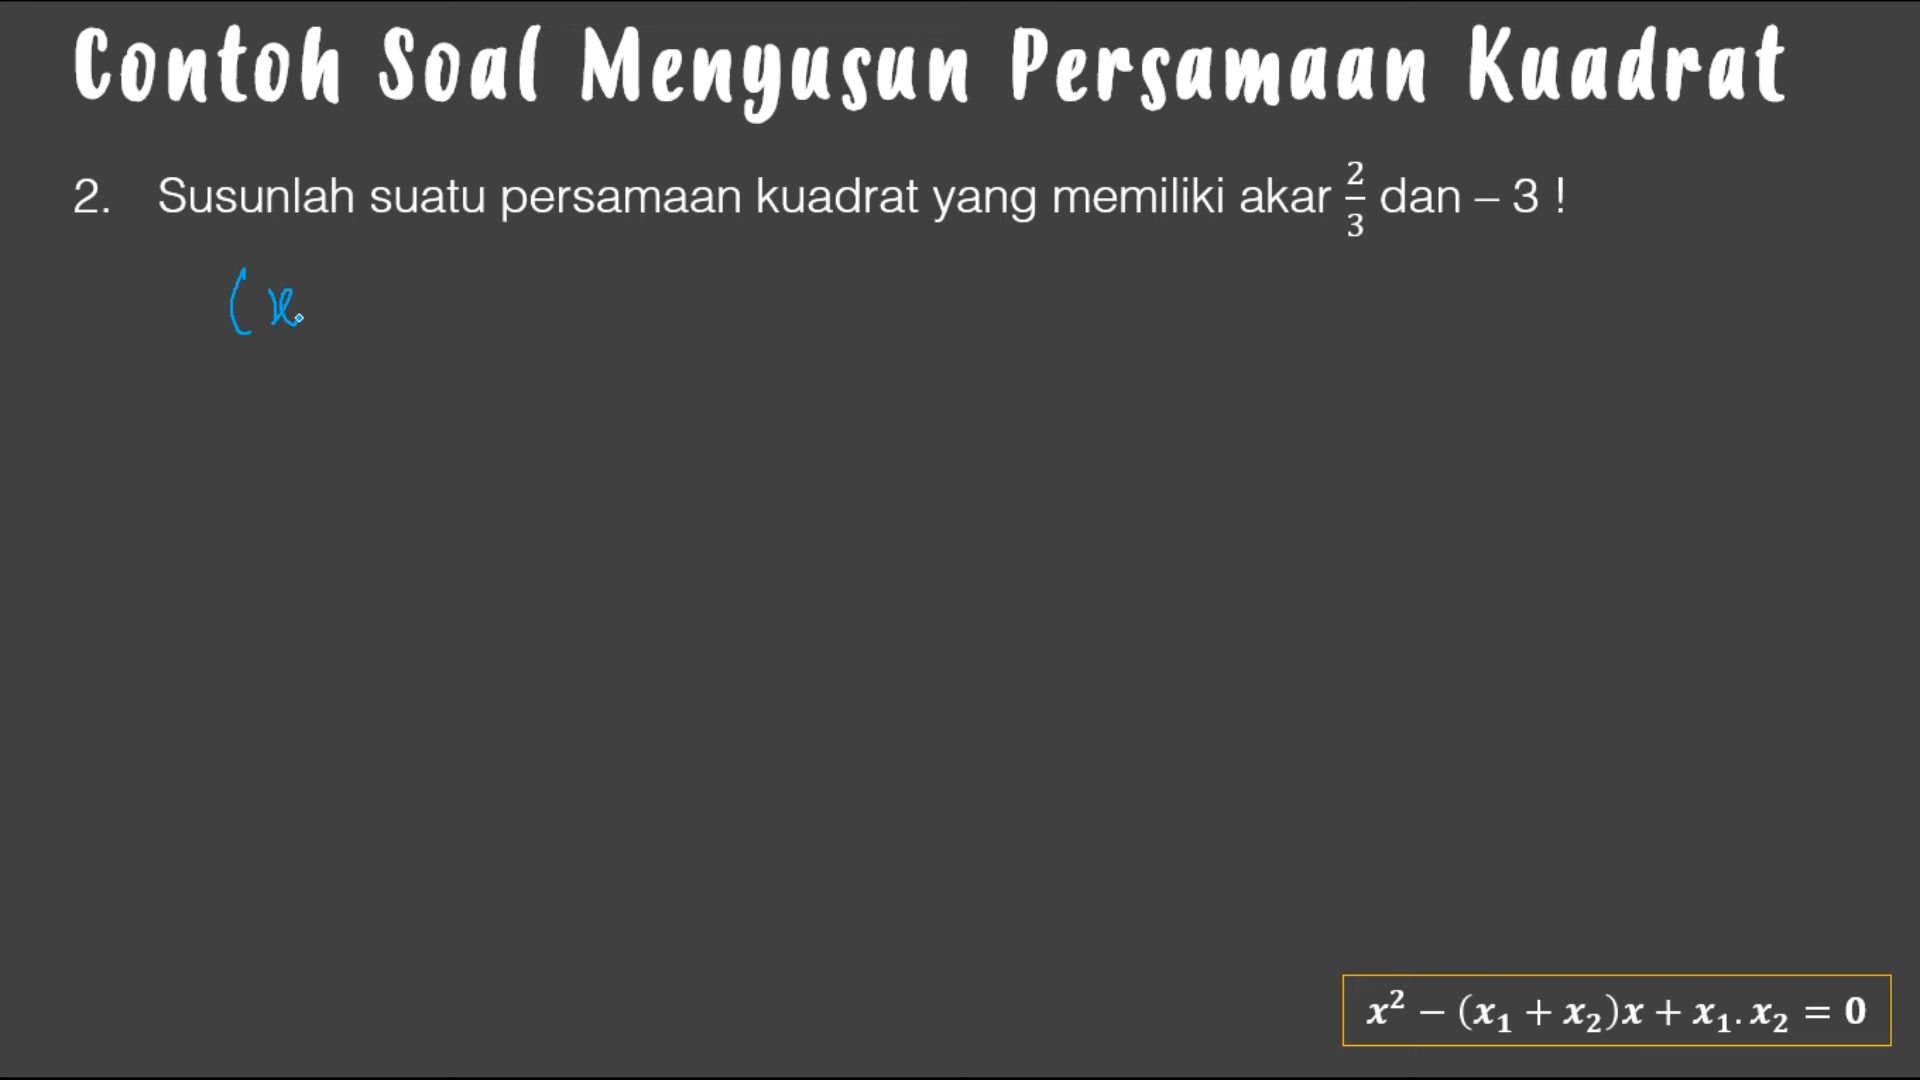 Contoh Soal Menyusun Persamaan Kuadrat
2. Susunlah suatu persamaan kuadrat yang memiliki akar 2/3 dan – 3 !
(x
x² − (x₁ + x₂)x + x₁. x₂ = 0